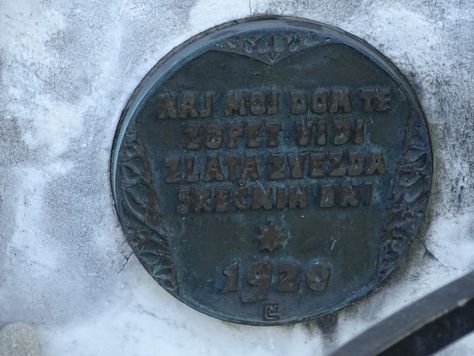 NAJ MOJ DOM TE
ZOPET VIDI
ZLATA ZVEZDA
SREČNIH DNI
1920